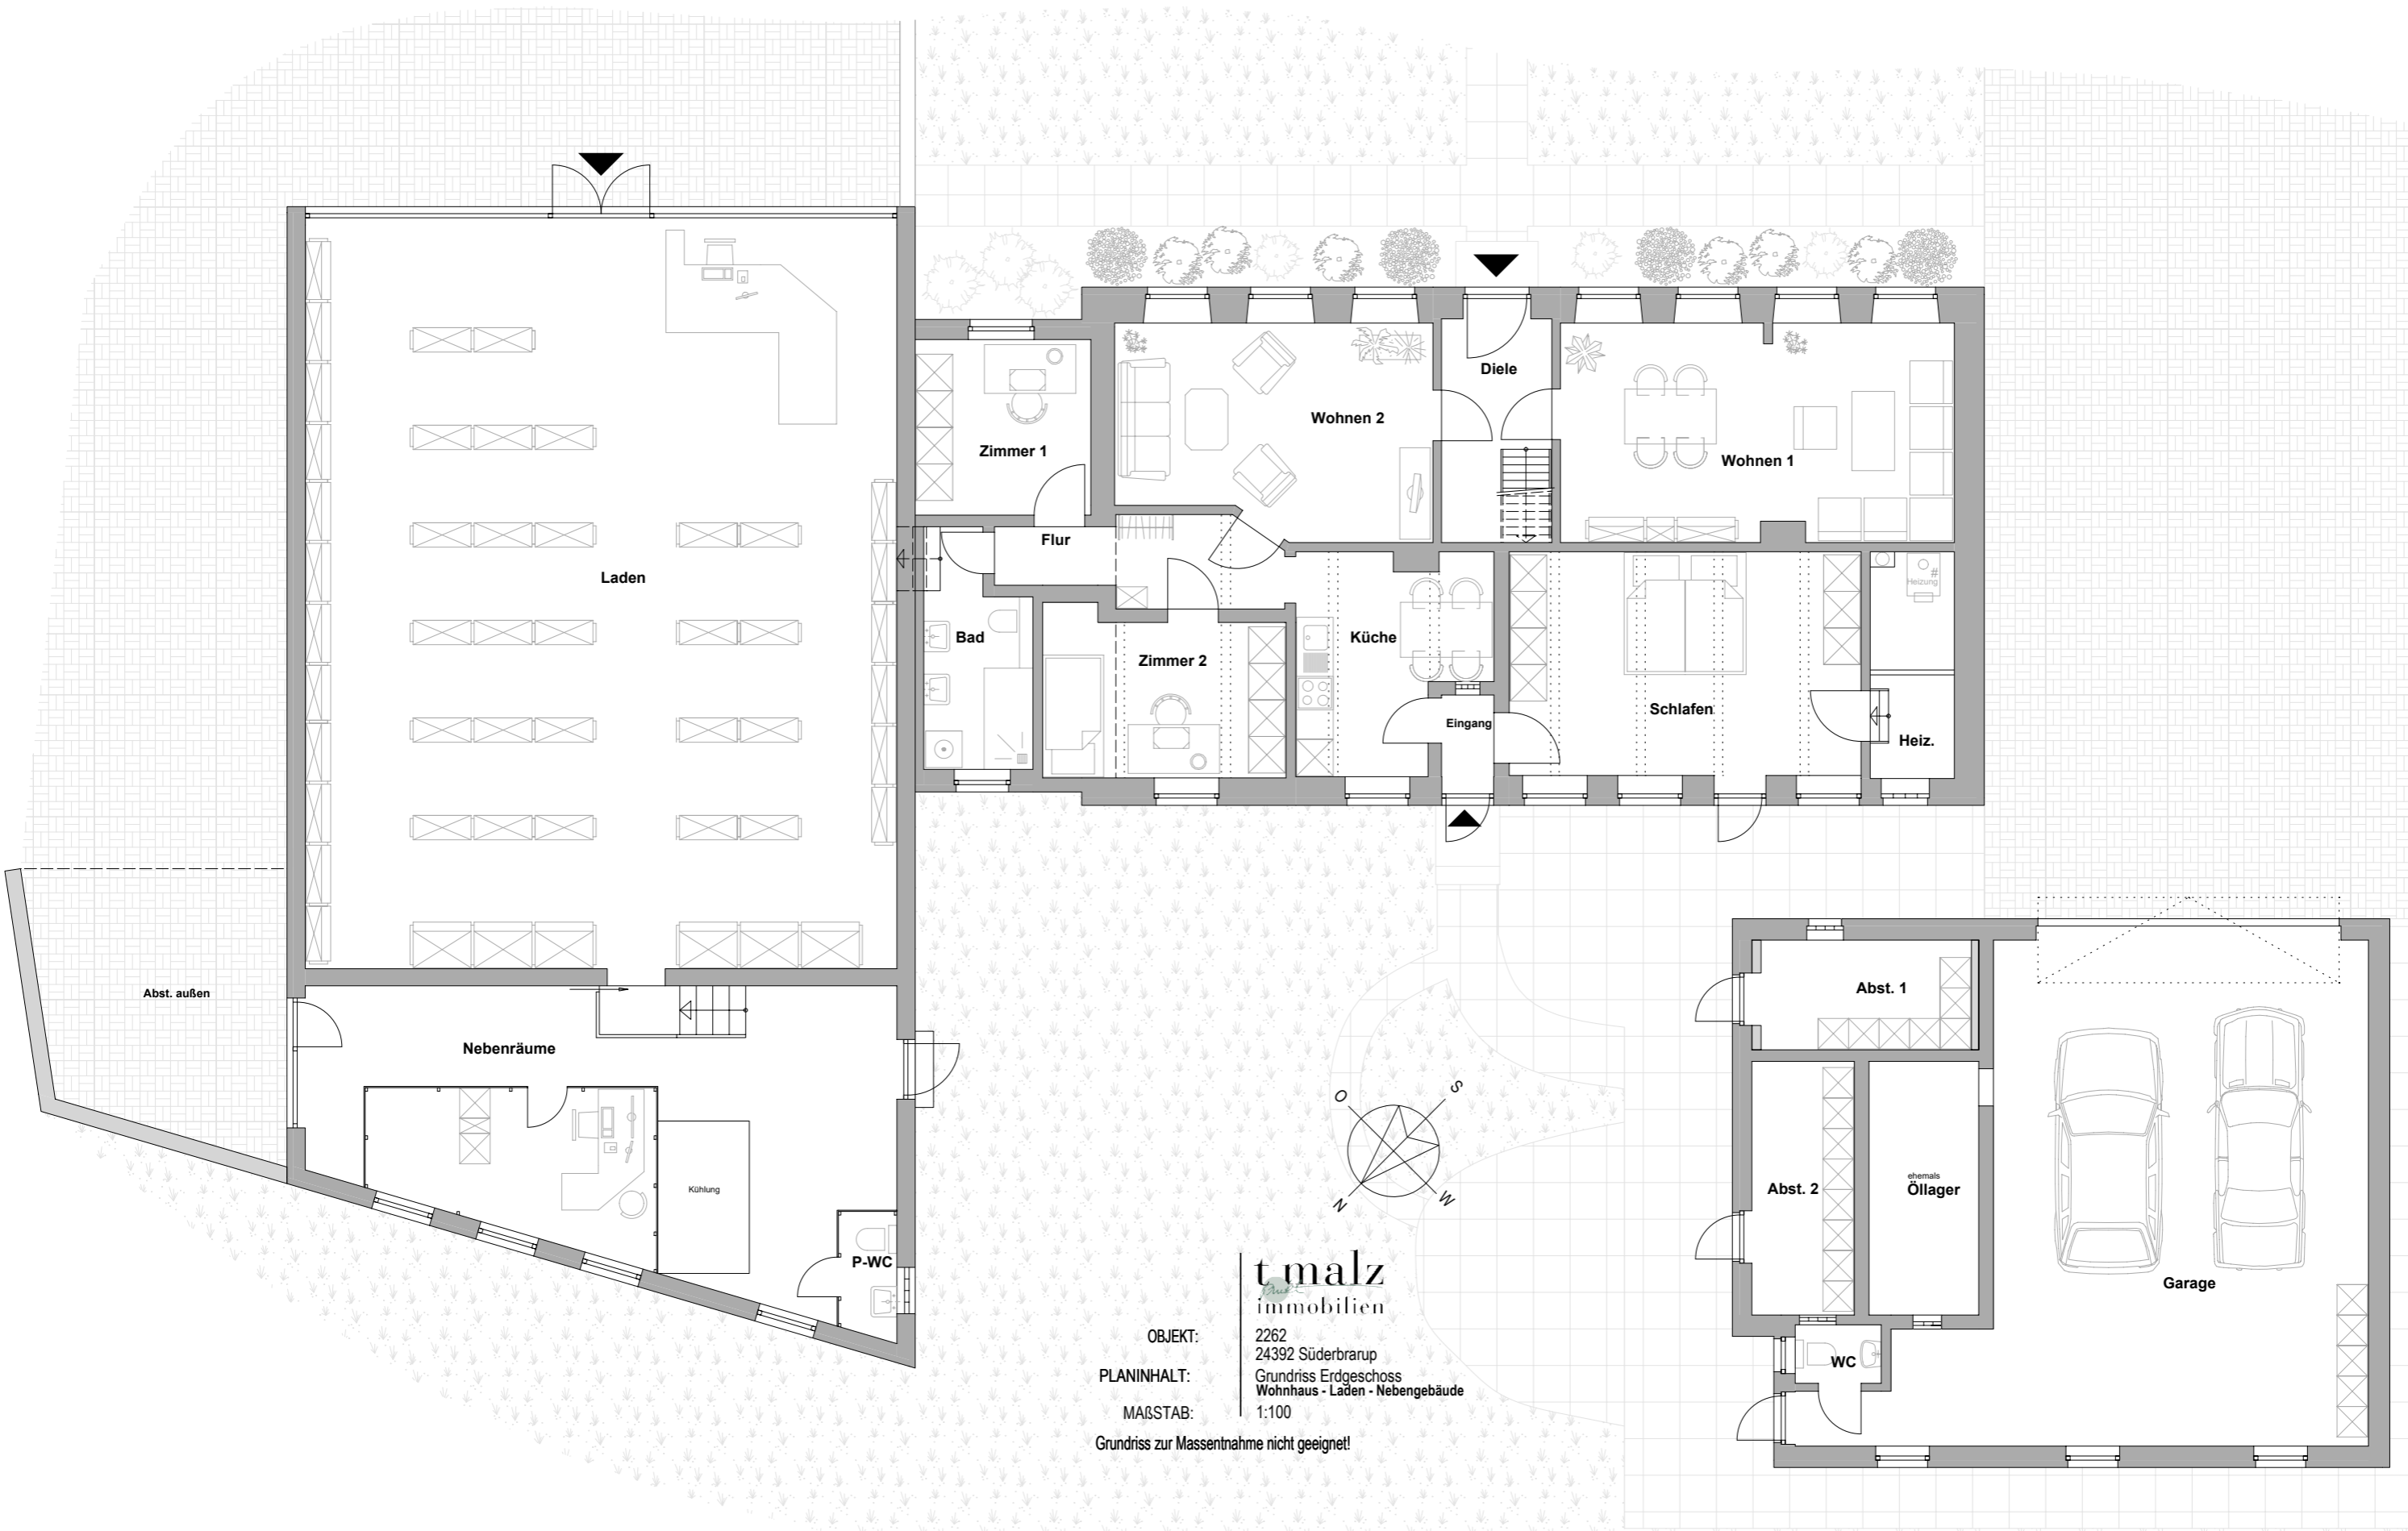 Diele
Wohnen 2
Zimmer 1
Wohnen 1
Flur
Laden
Heizung
#
Bad
Küche
Zimmer 2
Schlafen
Eingang
Heiz.
Abst. außen
Abst. 1
Nebenräume
O
S
N
W
Kühlung
Abst. 2
ehemals
Öllager
P-WC
Garage
WC
t.malz
immobilien
OBJEKT: 2262
24392 Süderbrarup
PLANINHALT: Grundriss Erdgeschoss
Wohnhaus - Laden - Nebengebäude
MAßSTAB: 1:100
Grundriss zur Massentnahme nicht geeignet!